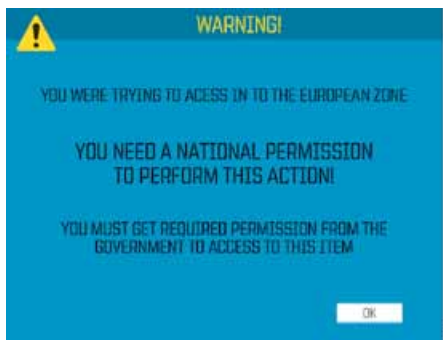 WARNING!
YOU WERE TRYING TO ACESS IN TO THE EUROPEAN ZONE
YOU NEED A NATIONAL PERMISSION
TO PERFORM THIS ACTION!
YOU MUST GET REQUIRED PERMISSION FROM THE
GOVERNMENT TO ACCESS TO THIS ITEM
OK